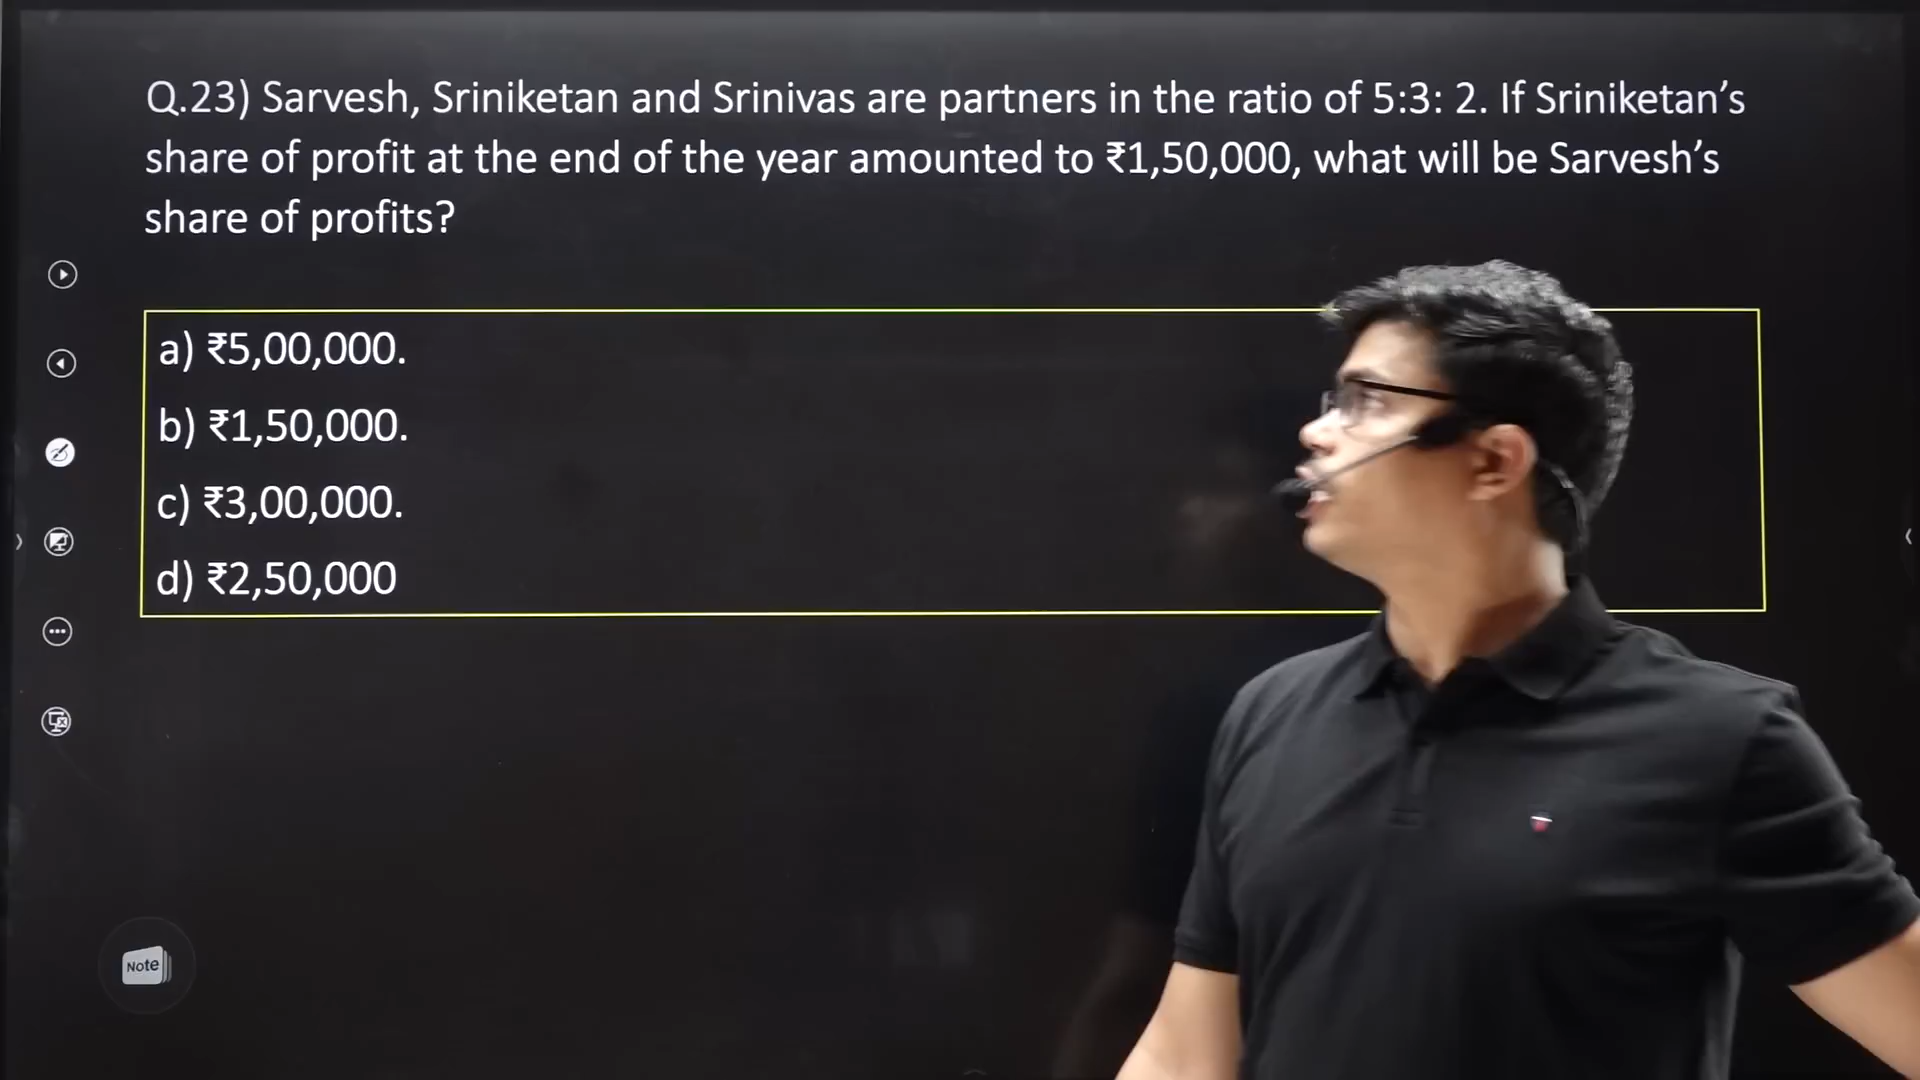 Q.23) Sarvesh, Sriniketan and Srinivas are partners in the ratio of 5:3: 2. If Sriniketan’s
share of profit at the end of the year amounted to ₹1,50,000, what will be Sarvesh’s
share of profits?
a) ₹5,00,000.
b) ₹1,50,000.
c) ₹3,00,000.
d) ₹2,50,000
Note